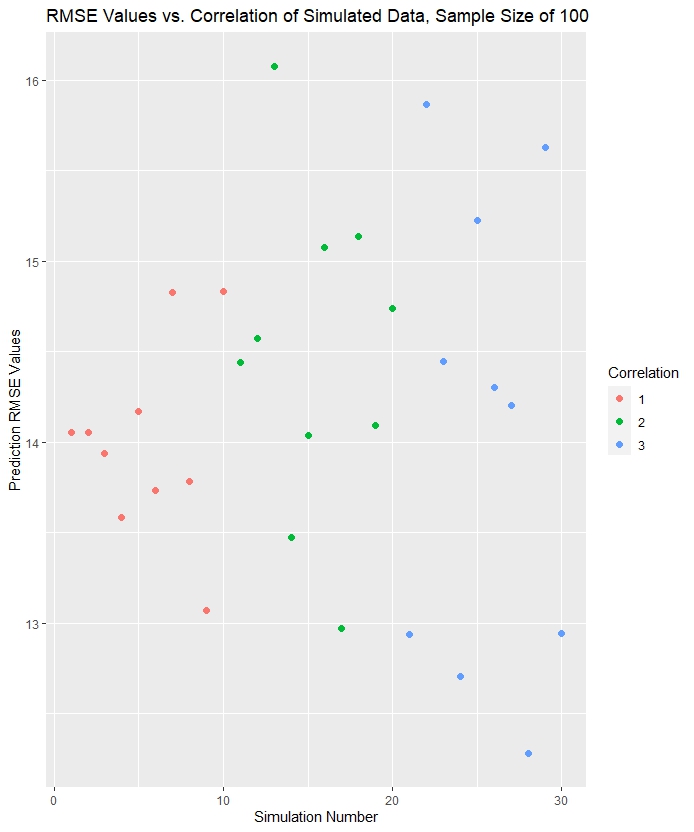 RMSE Values vs. Correlation of Simulated Data, Sample Size of 100
Prediction RMSE Values
16
15
14
13
0
10
20
30
Simulation Number
Correlation
1
2
3